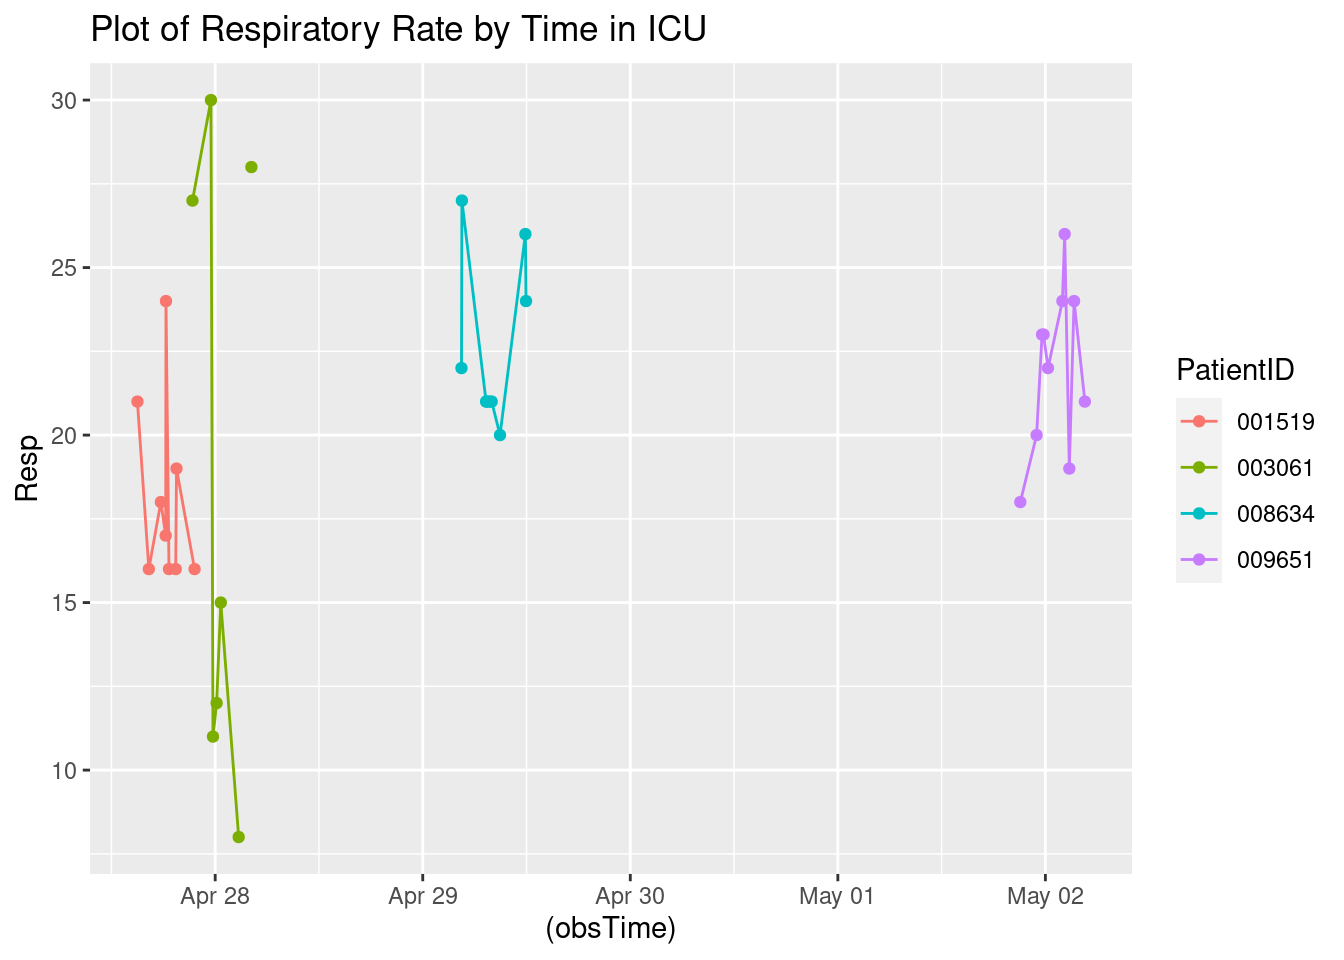 Plot of Respiratory Rate by Time in ICU
30
25
20
15
10
Resp
Apr 28
Apr 29
Apr 30
May 01
May 02
(obsTime)
PatientID
001519
003061
008634
009651